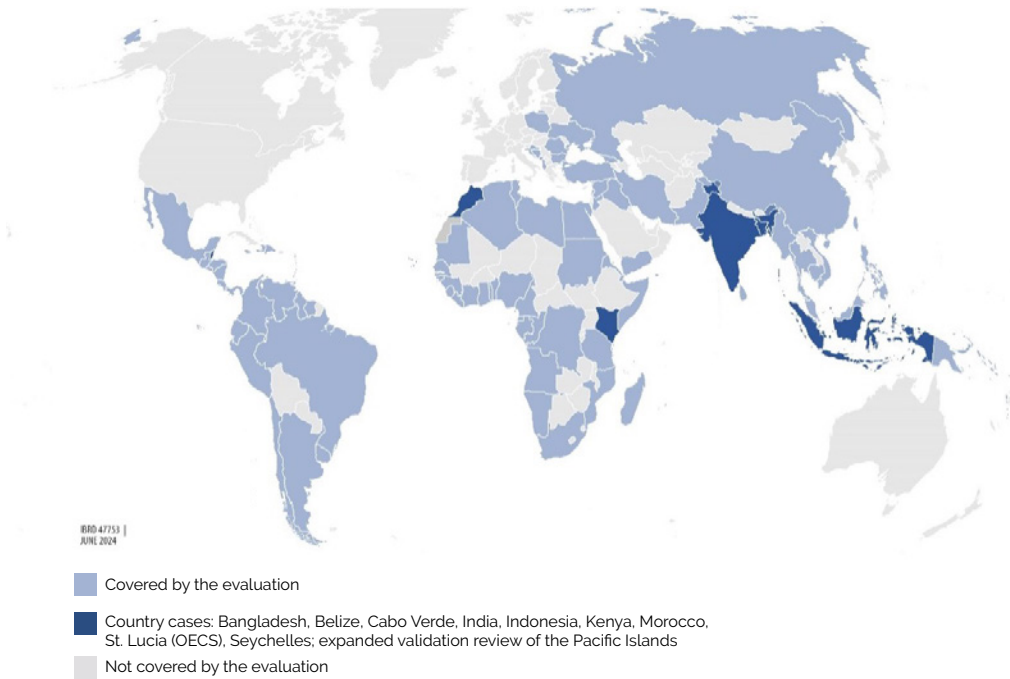 IBRD 47753 |
JUNE 2024
Covered by the evaluation
Country cases: Bangladesh, Belize, Cabo Verde, India, Indonesia, Kenya, Morocco,
St. Lucia (OECS), Seychelles; expanded validation review of the Pacific Islands
Not covered by the evaluation